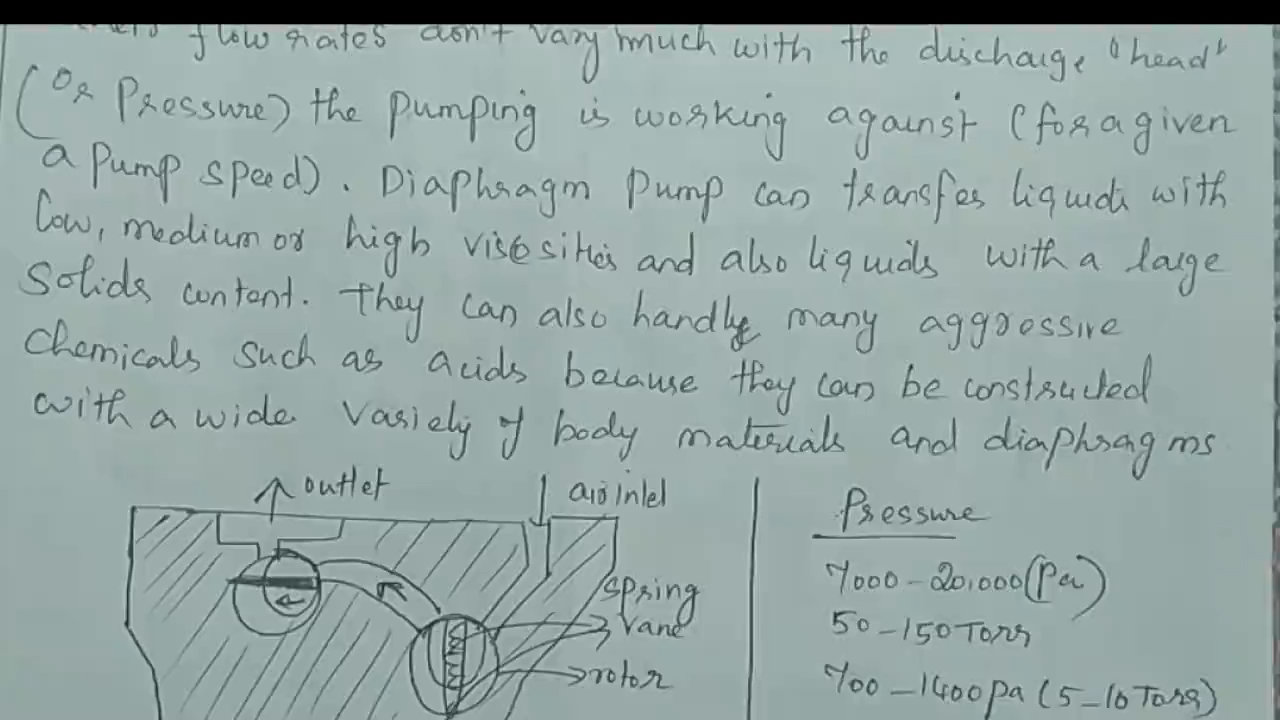 flow rates don't vary much with the discharge "head"
(or Pressure) the pumping is working against (for a given
a pump speed). Diaphragm pump can transfer liquids with
low, medium or high viscosities and also liquids with a large
solids content. They can also handly many aggressive
chemicals such as acids because they can be constructed
with a wide variety of body materials and diaphragms
outlet
air inlet
spring
vane
rotor
Pressure
7000 - 20,000 (Pa)
50 - 150 Torr
700 - 1400 pa (5 - 10 Torr)